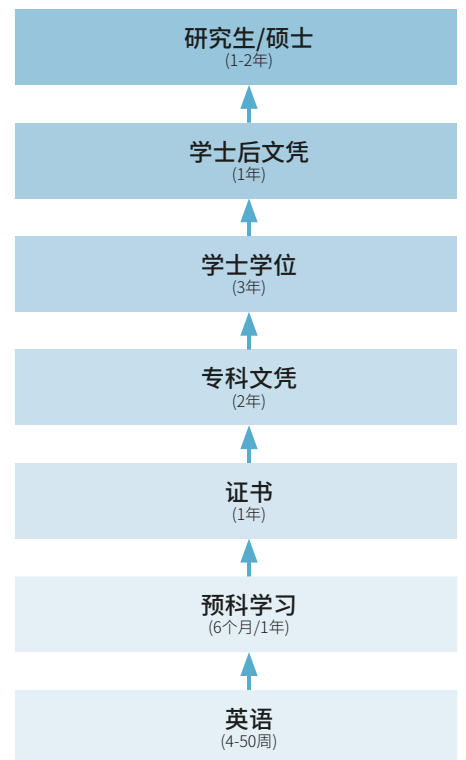 研究生/硕士
(1-2年)
学士后文凭
(1年)
学士学位
(3年)
专科文凭
(2年)
证书
(1年)
预科学习
(6个月/1年)
英语
(4-50周)